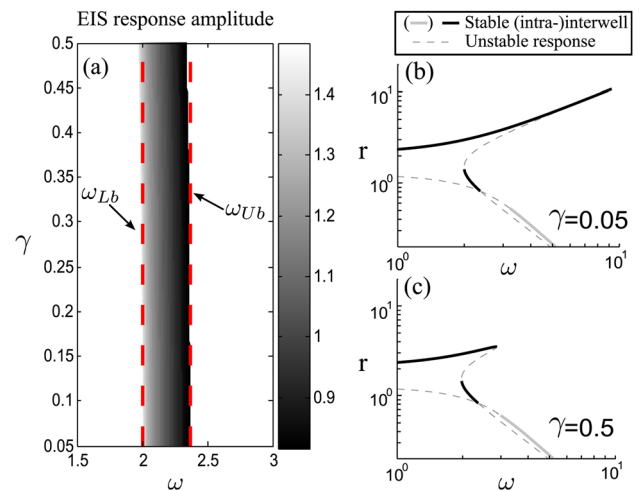 EIS response amplitude
(a)
0.5
0.45
0.4
0.35
0.3
0.25
0.2
0.15
0.1
0.05
γ
1.5 2 2.5 3
ω
ω_Lb
ω_Ub
1.4
1.3
1.2
1.1
1
0.9
(—) — Stable (intra-)interwell
Unstable response
(b)
10¹
r
10⁰
γ=0.05
10⁰ ω 10¹
(c)
10¹
r
10⁰
γ=0.5
10⁰ ω 10¹